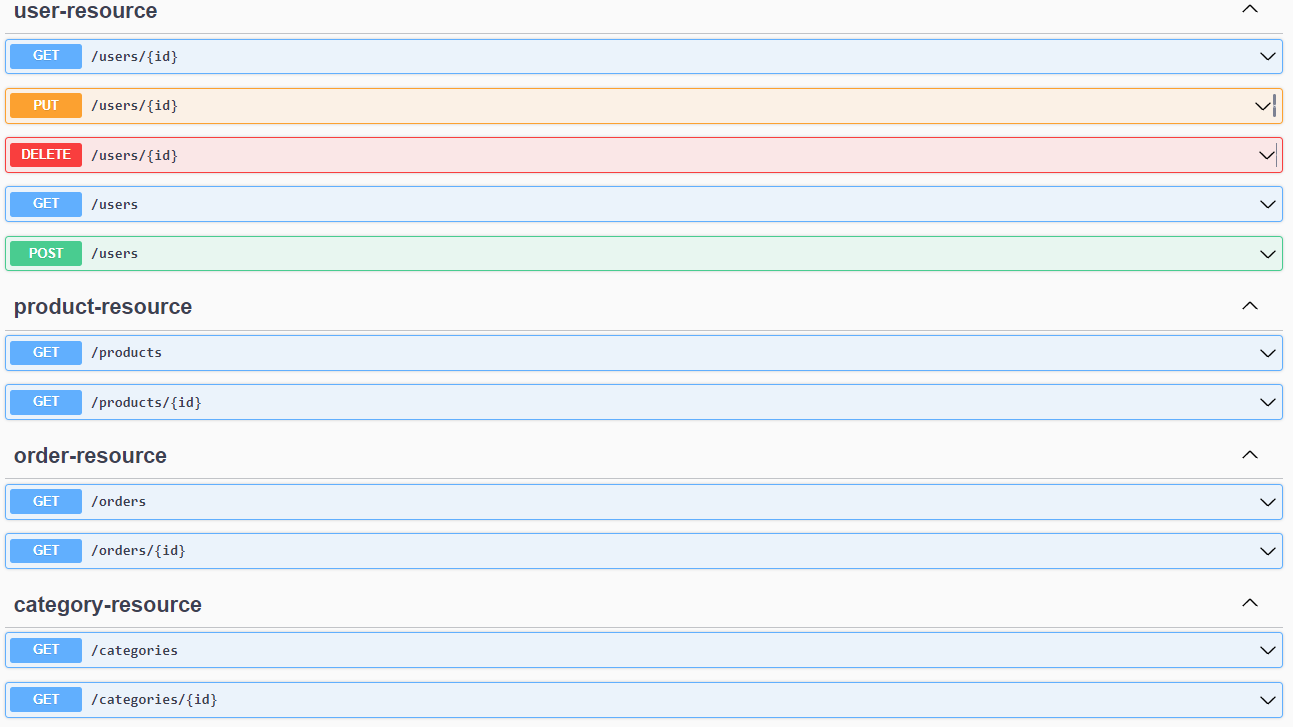 user-resource
GET /users/{id}
PUT /users/{id}
DELETE /users/{id}
GET /users
POST /users
product-resource
GET /products
GET /products/{id}
order-resource
GET /orders
GET /orders/{id}
category-resource
GET /categories
GET /categories/{id}